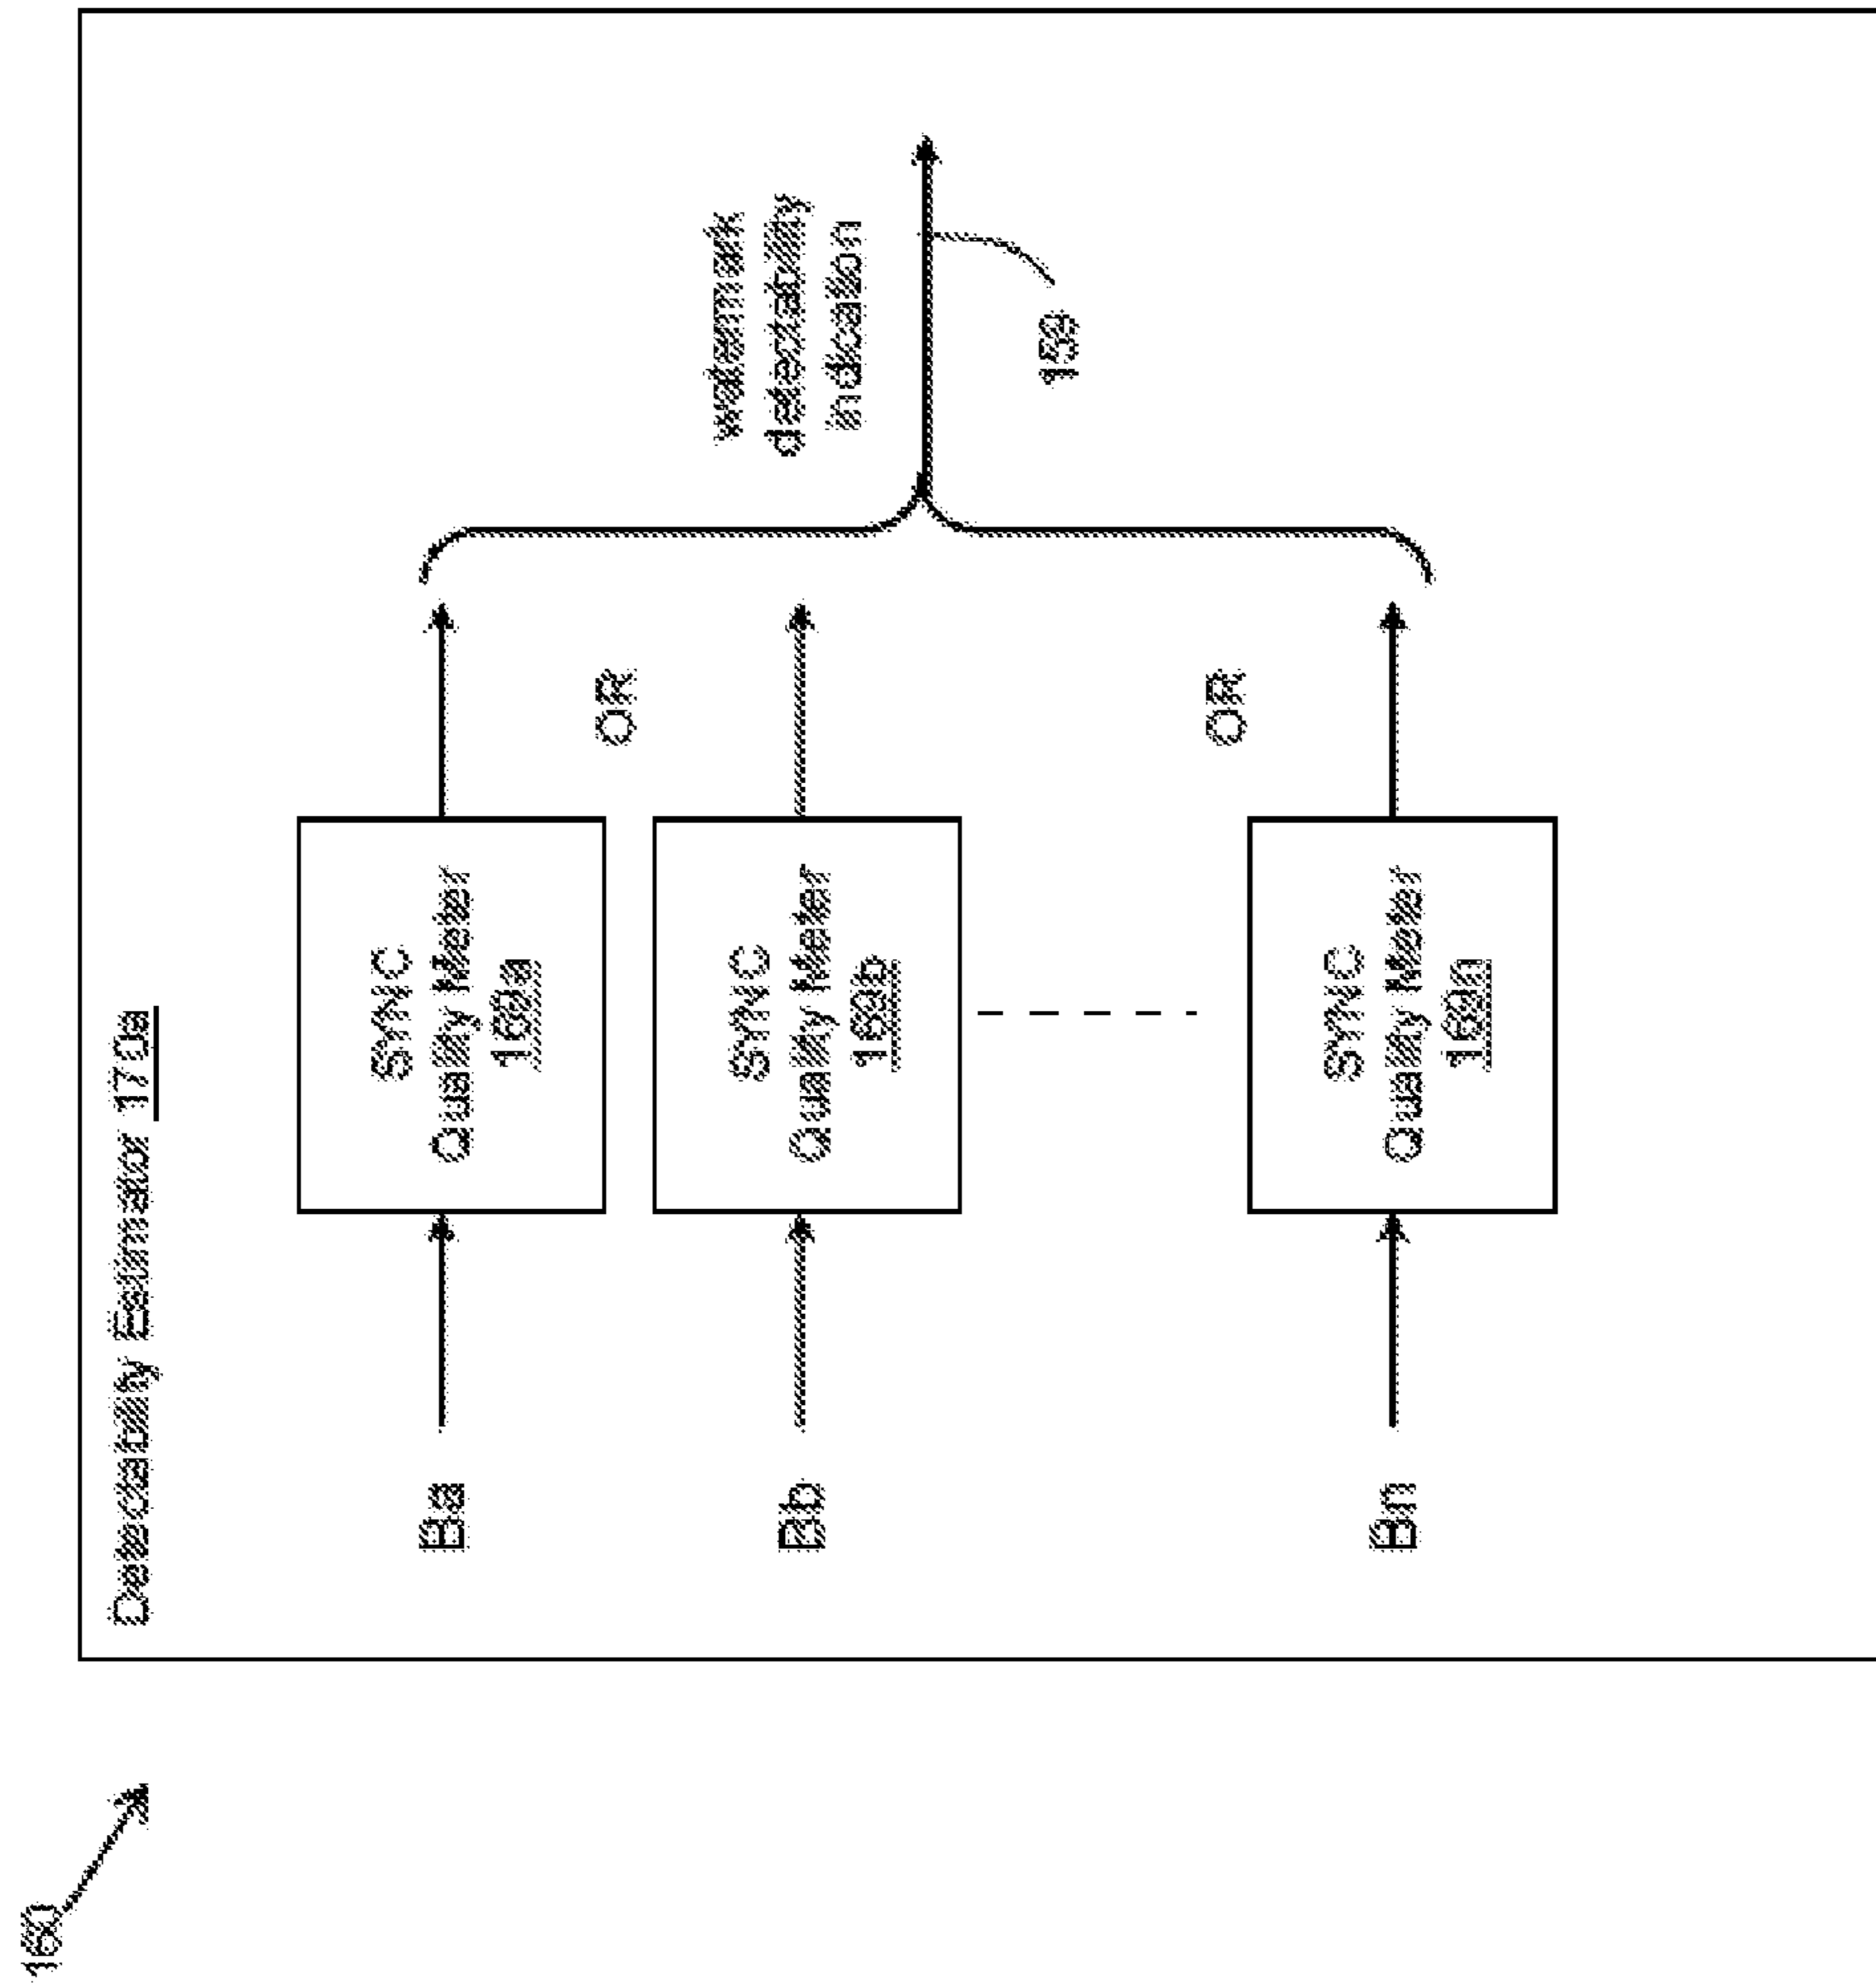 160
Detectability Estimator 170a
Ba
SYNC
Quality Meter
160a
OR
Bb
SYNC
Quality Meter
160b
OR
Bn
SYNC
Quality Meter
160n
watermark
detectability
indication
159